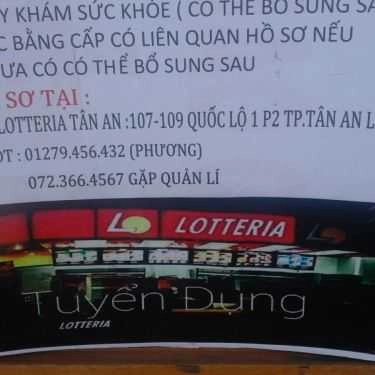 Y KHÁM SỨC KHỎE ( CÓ THỂ BỔ SUNG SA
C BẰNG CẤP CÓ LIÊN QUAN HỒ SƠ NẾU
ƯA CÓ CÓ THỂ BỔ SUNG SAU
SƠ TẠI :
LOTTERIA TÂN AN :107-109 QUỐC LỘ 1 P2 TP.TÂN AN L
OT : 01279.456.432 (PHƯƠNG)
072.366.4567 GẶP QUẢN LÍ
L LOTTERIA
Tuyển Dụng
LOTTERIA